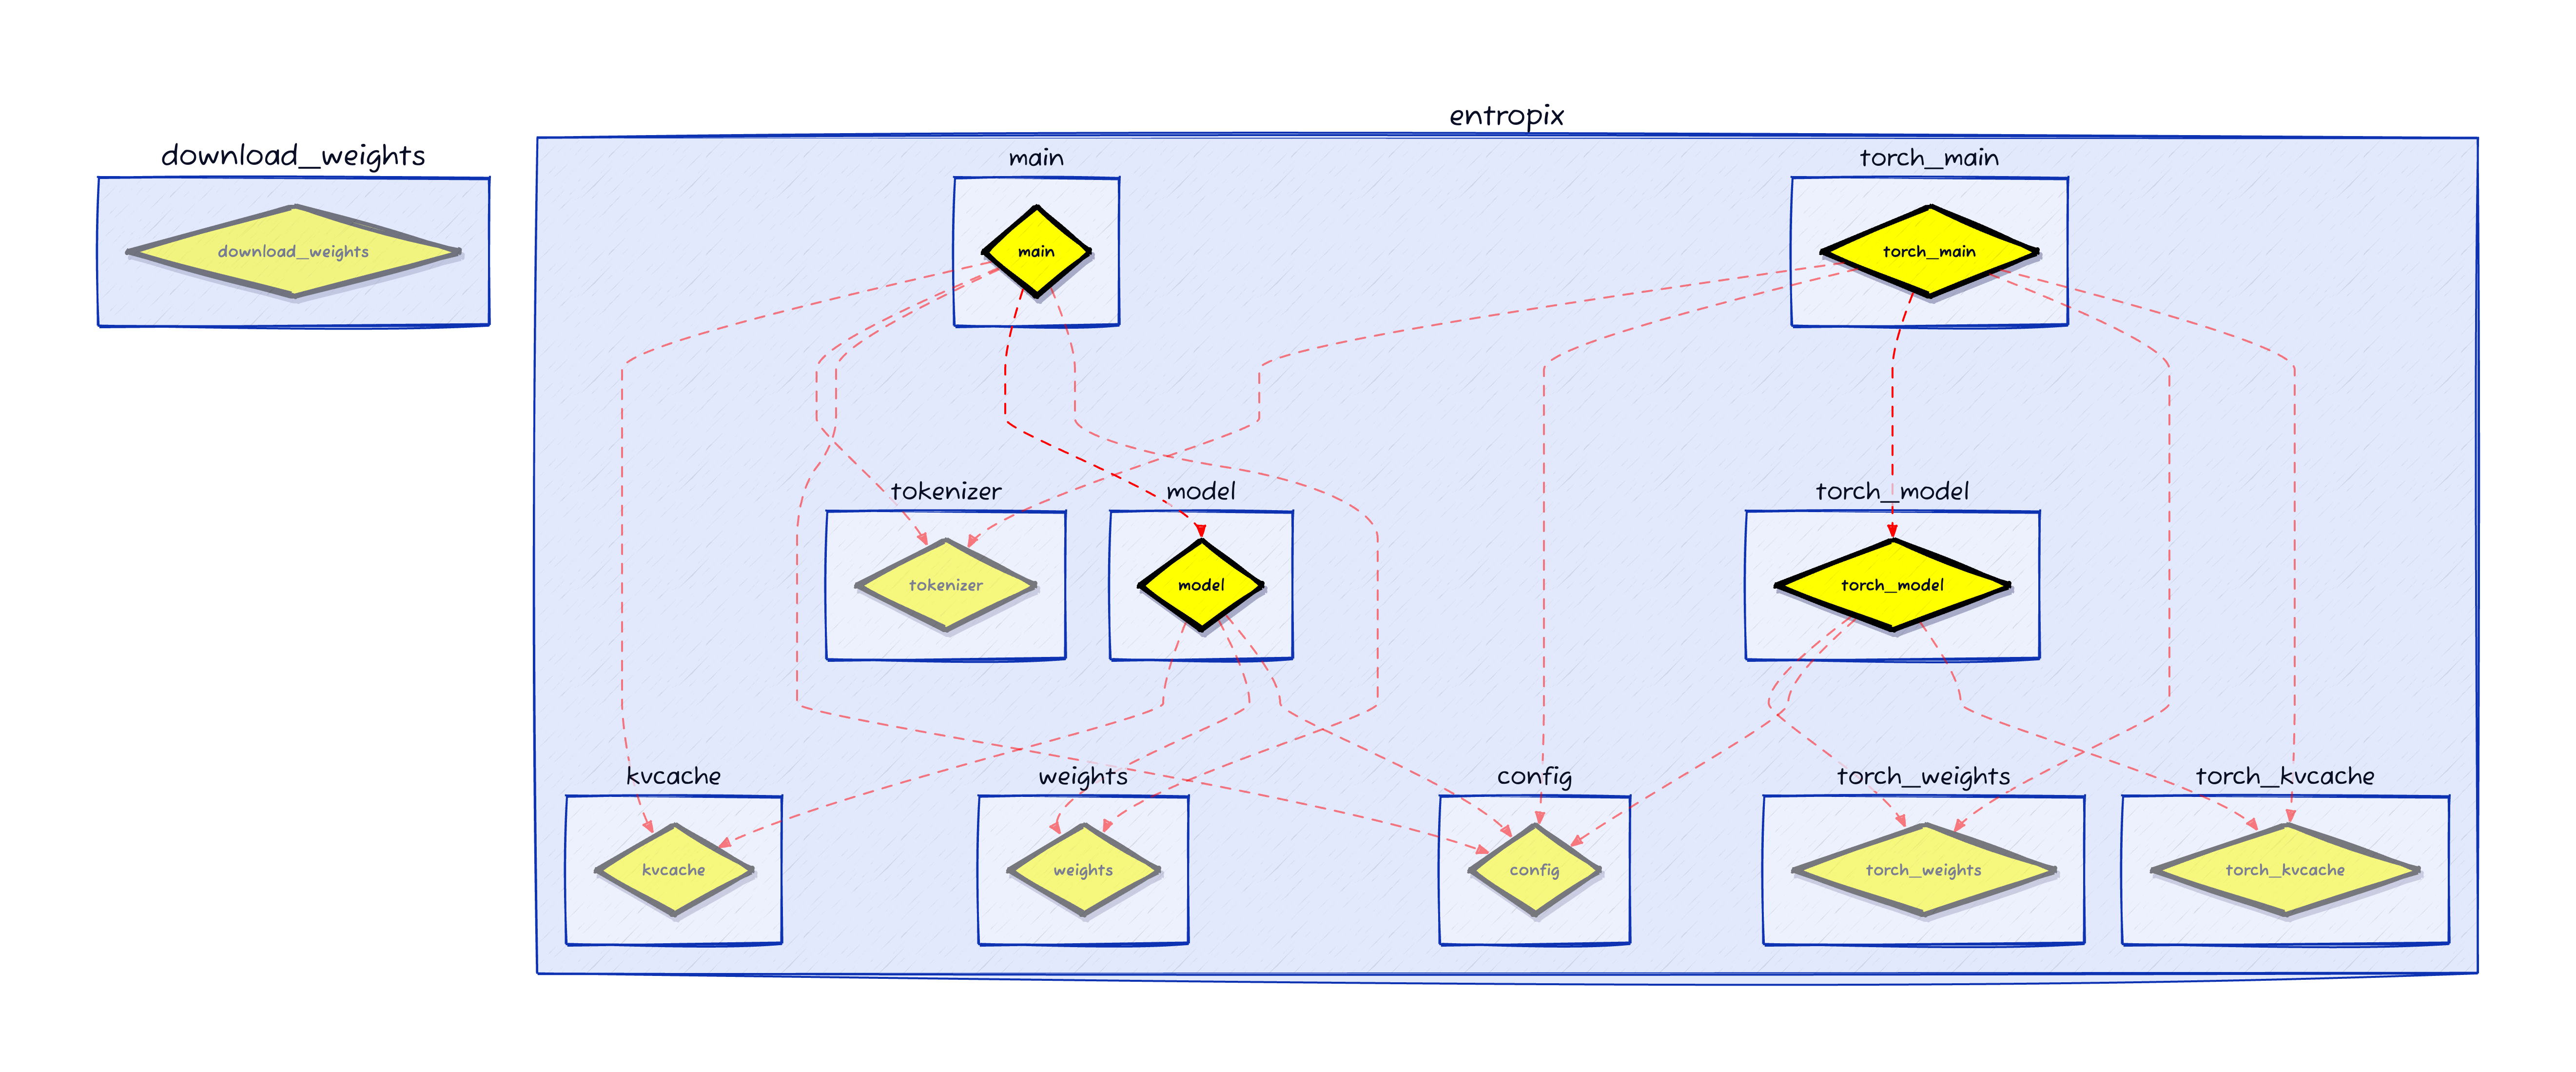 entropix
download_weights
main
torch_main
download_weights
main
torch_main
tokenizer
model
torch_model
tokenizer
model
torch_model
kvcache
weights
config
torch_weights
torch_kvcache
kvcache
weights
config
torch_weights
torch_kvcache